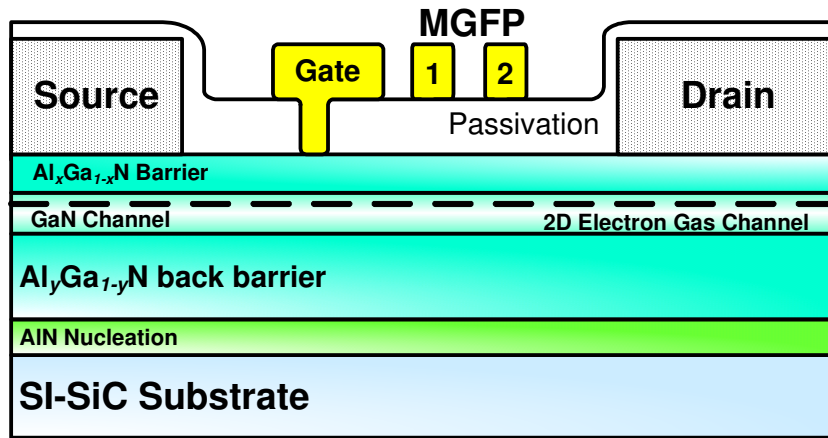 MGFP
Gate
1
2
Source
Drain
Passivation
AlxGa1-xN Barrier
GaN Channel
2D Electron Gas Channel
AlyGa1-yN back barrier
AlN Nucleation
SI-SiC Substrate